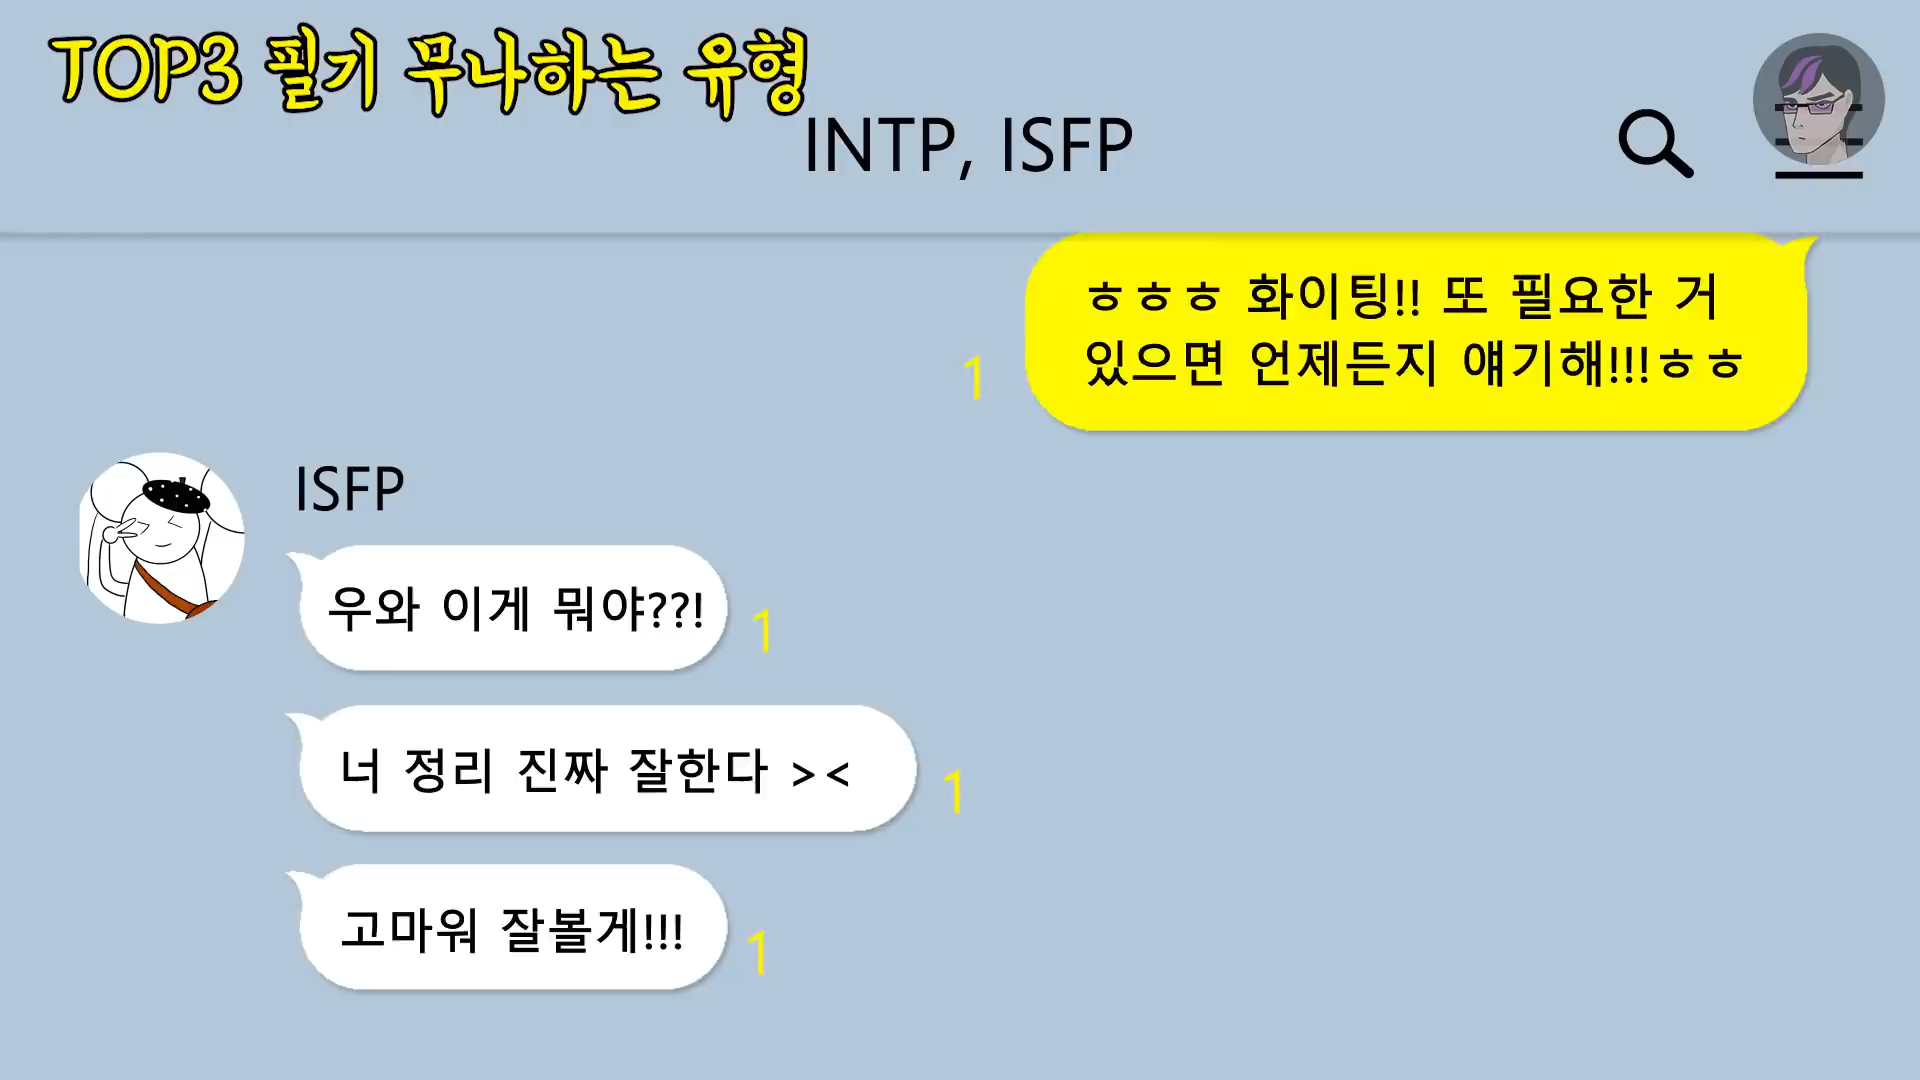 TOP3 필기 무나하는 유형
INTP, ISFP
ㅎㅎㅎ 화이팅!! 또 필요한 거
있으면 언제든지 얘기해!!!ㅎㅎ
1
ISFP
우와 이게 뭐야??!
1
너 정리 진짜 잘한다 ><
1
고마워 잘볼게!!!
1